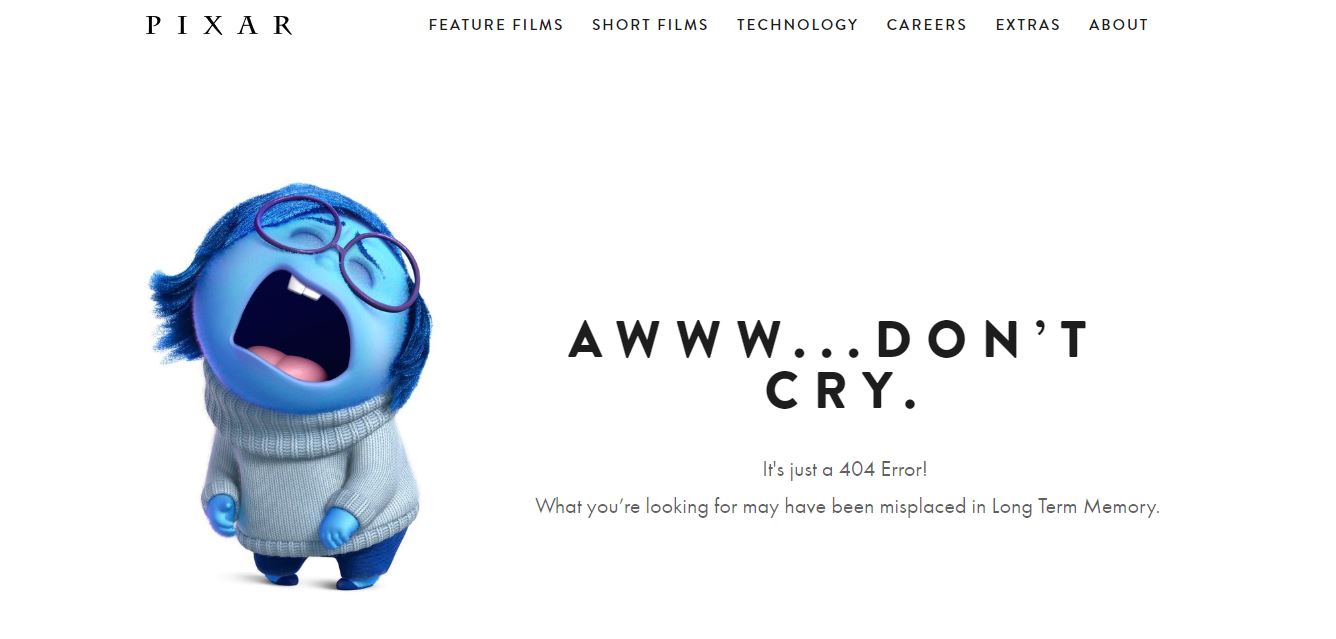 P I X A R
FEATURE FILMS SHORT FILMS TECHNOLOGY CAREERS EXTRAS ABOUT
AWWW...DON’T
CRY.
It's just a 404 Error!
What you’re looking for may have been misplaced in Long Term Memory.